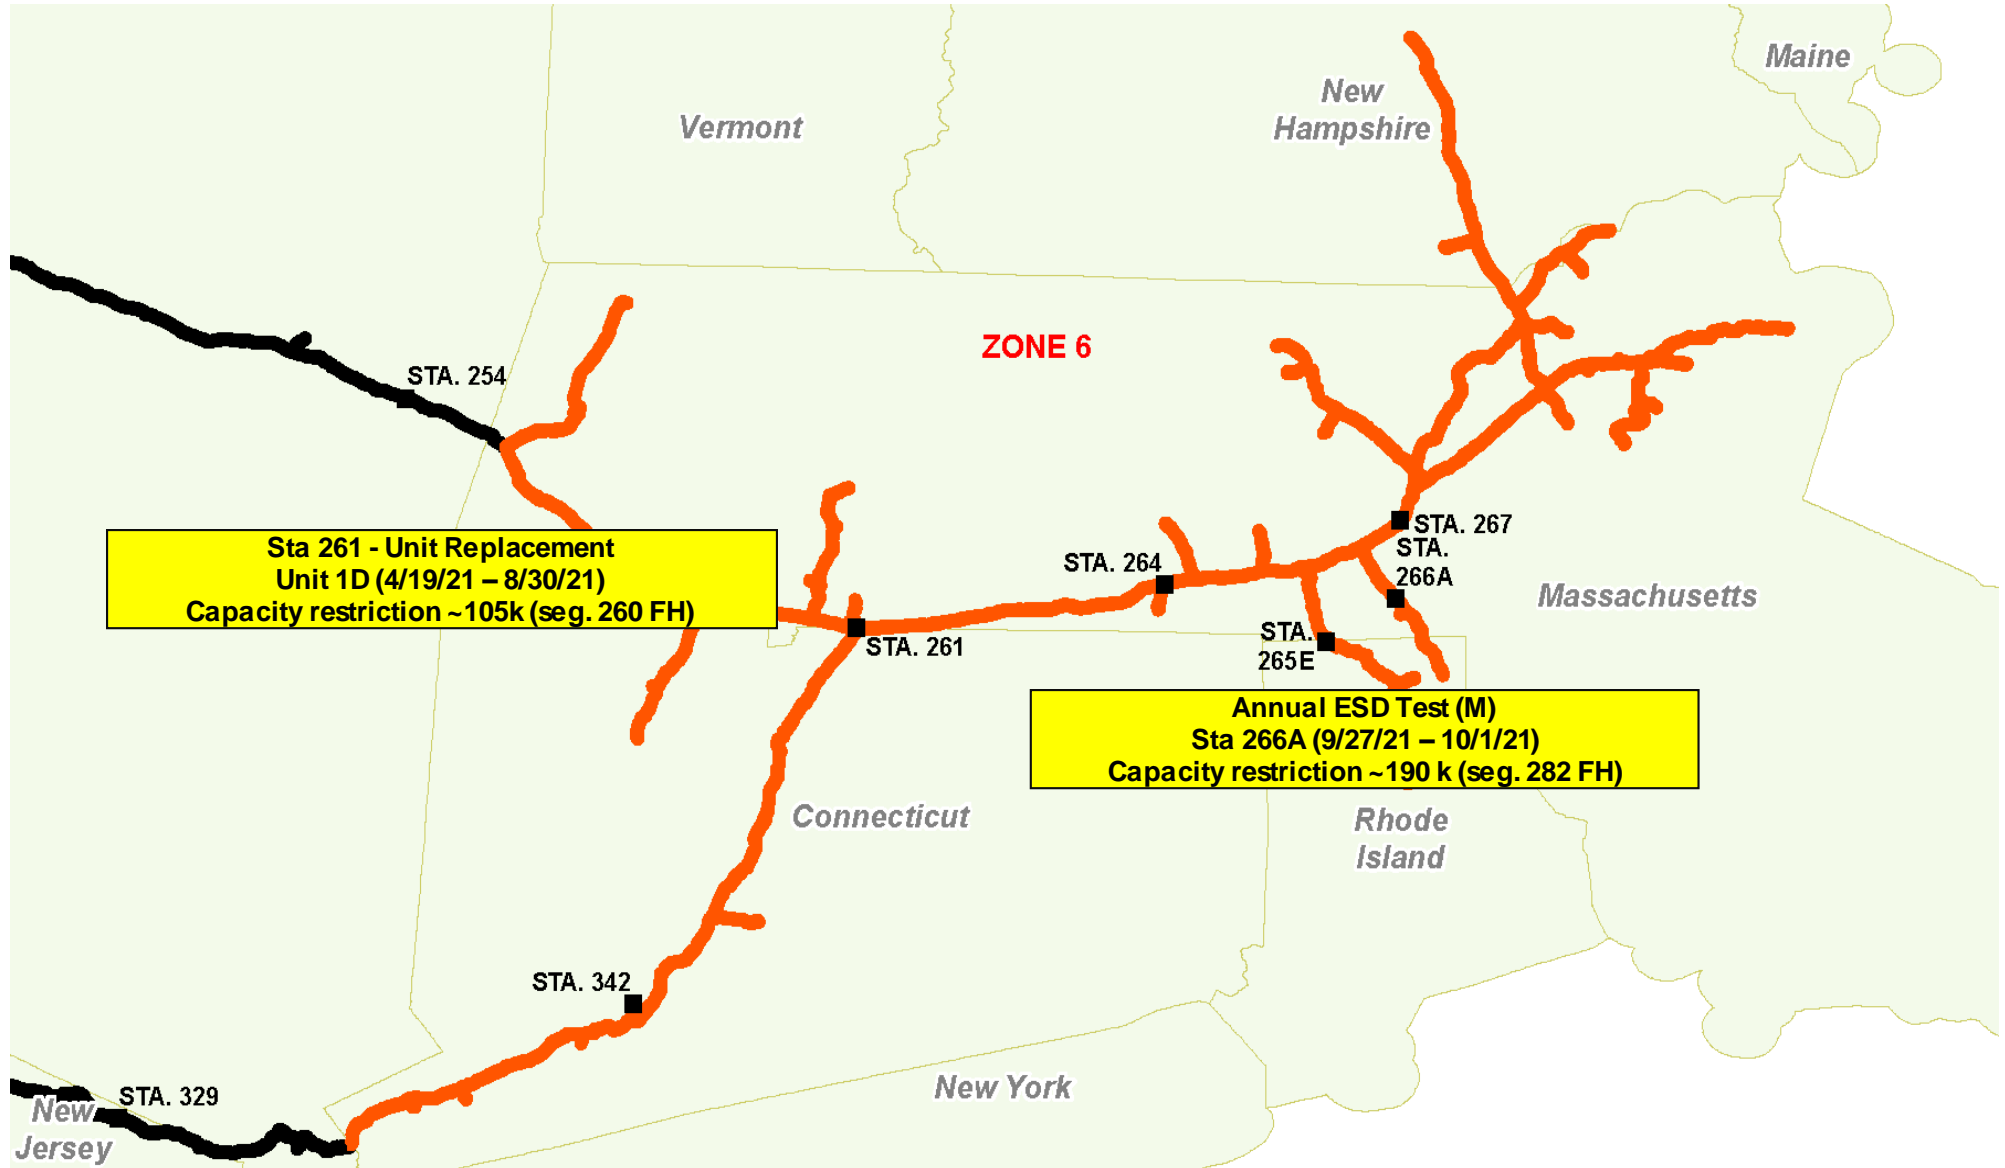 Maine
New
Hampshire
Vermont
ZONE 6
STA. 254
Sta 261 - Unit Replacement
Unit 1D (4/19/21 – 8/30/21)
Capacity restriction ~105k (seg. 260 FH)
STA. 267
STA.
266A
STA. 264
Massachusetts
STA. 261
STA.
265E
Annual ESD Test (M)
Sta 266A (9/27/21 – 10/1/21)
Capacity restriction ~190 k (seg. 282 FH)
Connecticut
Rhode
Island
STA. 342
New York
STA. 329
New
Jersey